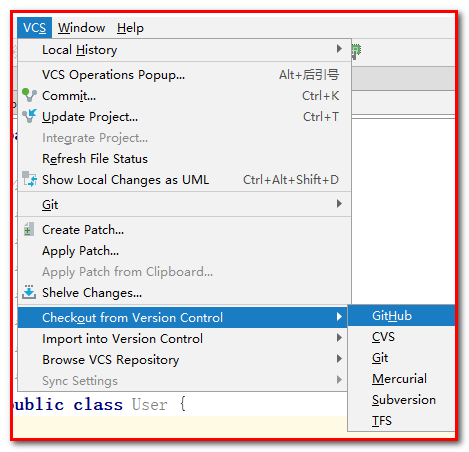 VCS Window Help
Local History
VCS Operations Popup... Alt+后引号
Commit... Ctrl+K
Update Project... Ctrl+T
Integrate Project...
Refresh File Status
Show Local Changes as UML Ctrl+Alt+Shift+D
Git
Create Patch...
Apply Patch...
Apply Patch from Clipboard...
Shelve Changes...
Checkout from Version Control GitHub
Import into Version Control CVS
Browse VCS Repository Git
Sync Settings Mercurial
public class User { Subversion
TFS